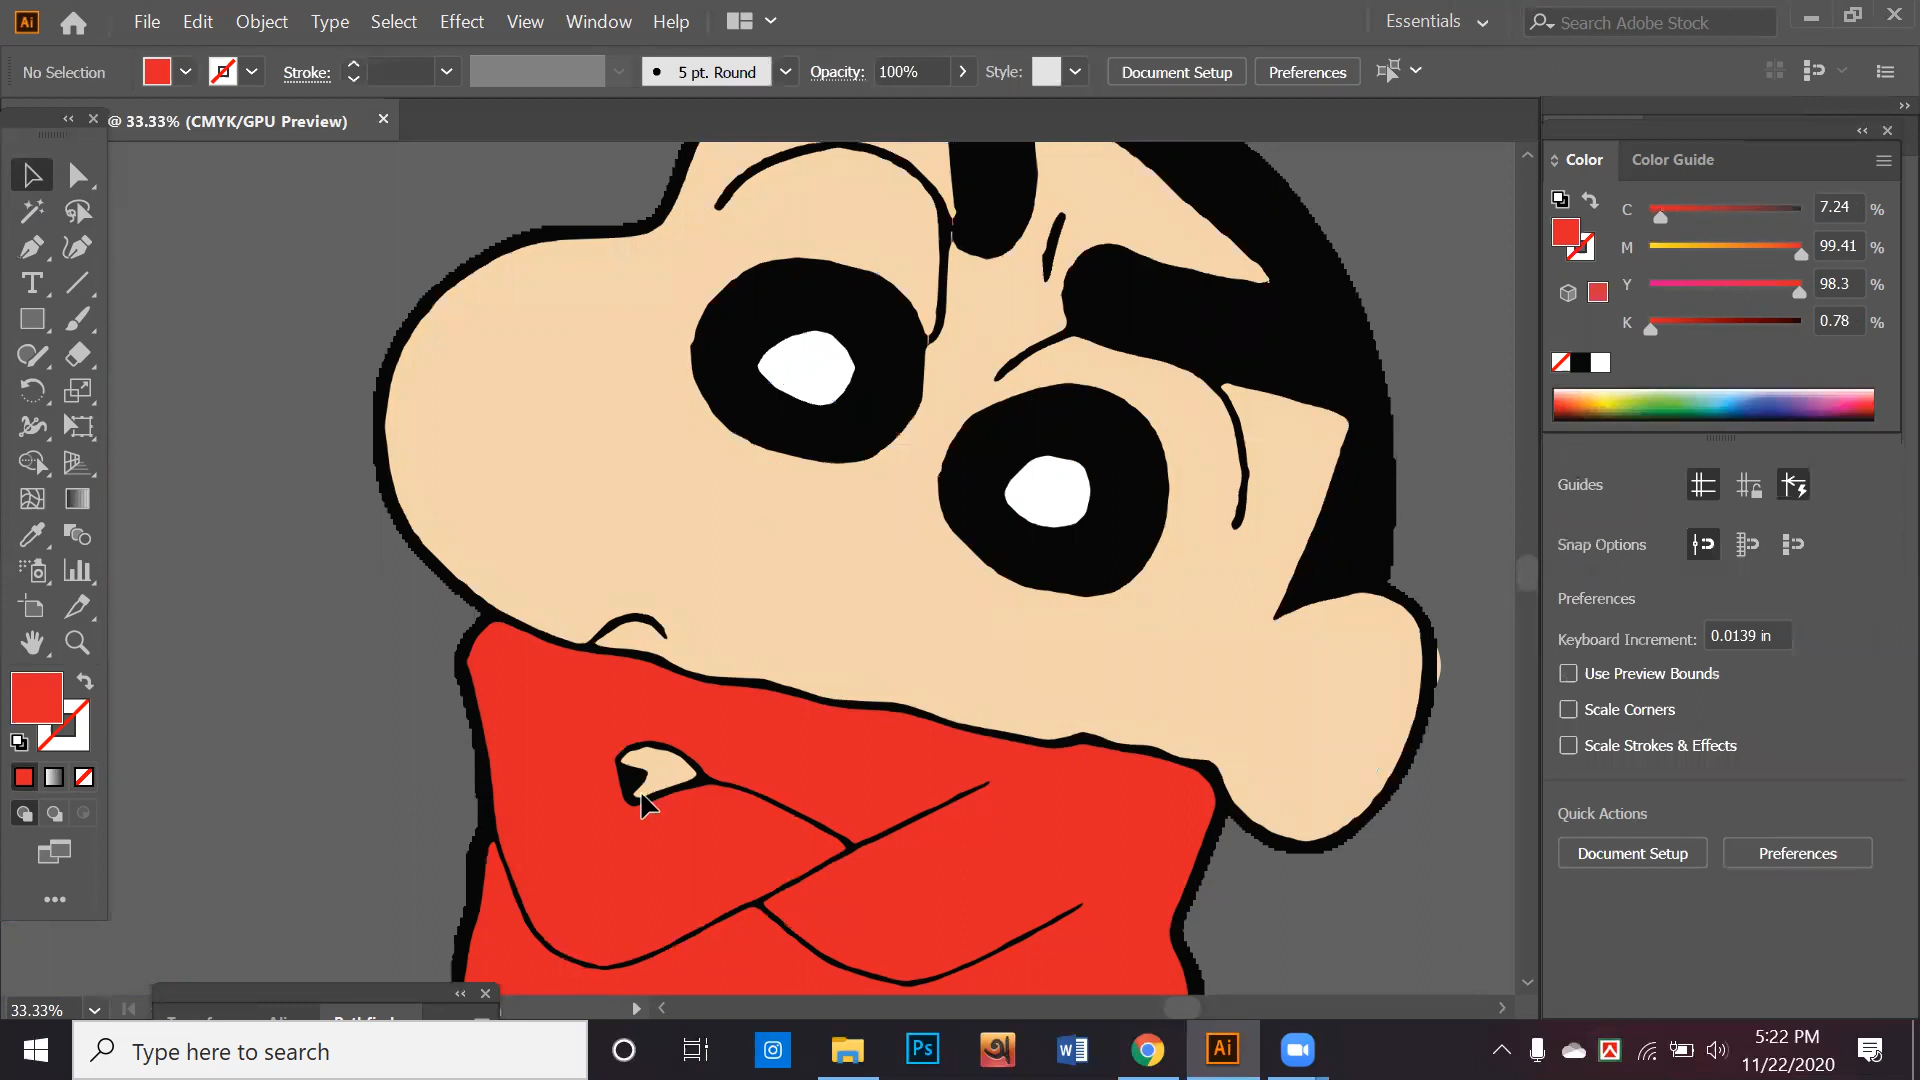 Ai File Edit Object Type Select Effect View Window Help Essentials Search Adobe Stock
No Selection Stroke: 5 pt. Round Opacity: 100% Style: Document Setup Preferences
@ 33.33% (CMYK/GPU Preview)
Color Color Guide
C 7.24 %
M 99.41 %
Y 98.3 %
K 0.78 %
Guides
Snap Options
Preferences
Keyboard Increment: 0.0139 in
Use Preview Bounds
Scale Corners
Scale Strokes & Effects
Quick Actions
Document Setup Preferences
33.33%
Type here to search
Ps
Ai
5:22 PM
11/22/2020